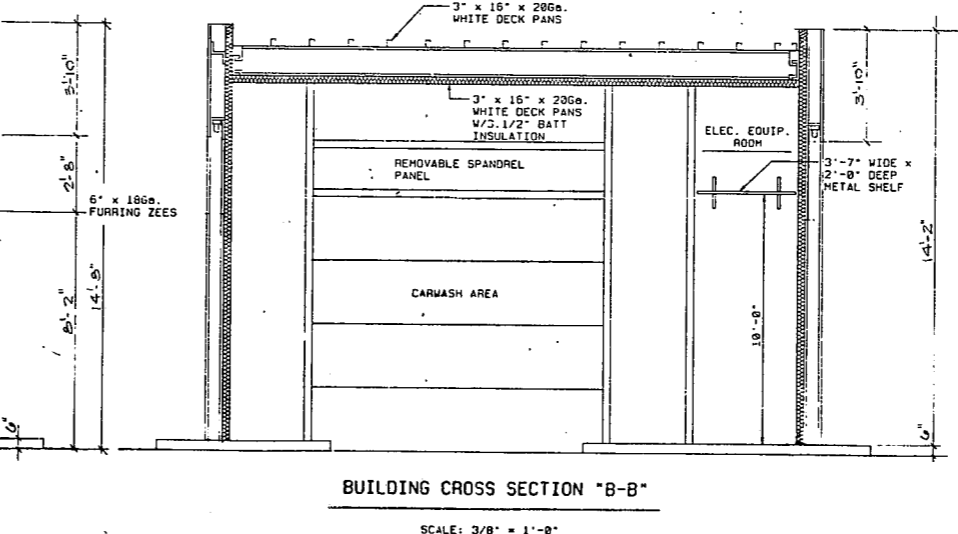 3" x 16" x 20Ga.
WHITE DECK PANS
3'-10"
3'-10"
3" x 16" x 20Ga.
WHITE DECK PANS
W/3.1/2" BATT
INSULATION
ELEC. EQUIP.
ROOM
REMOVABLE SPANDREL
PANEL
3'-7" WIDE x
2'-0" DEEP
METAL SHELF
2'-8"
6" x 18Ga.
FURRING ZEES
14'-2"
8'-2"
14'-8"
CARWASH AREA
10'-0"
6"
6"
BUILDING CROSS SECTION "B-B"
SCALE: 3/8" = 1'-0"